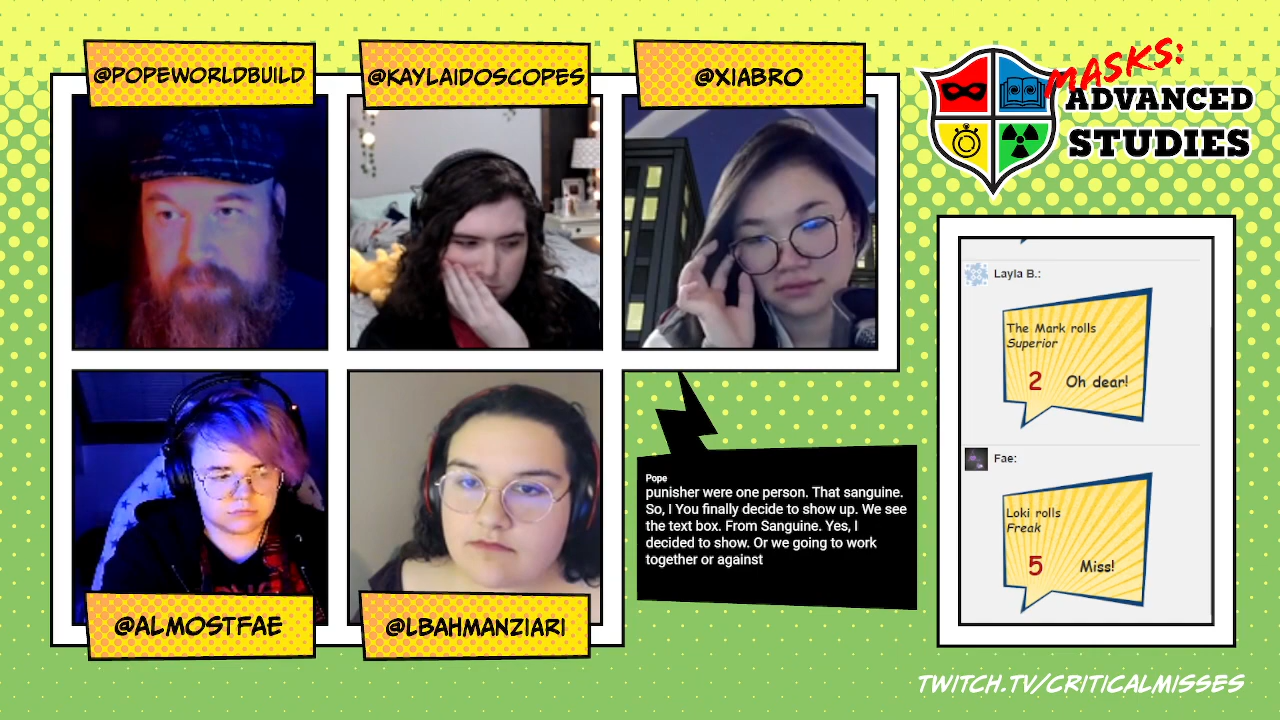 @POPEWORLDBUILD
@KAYLAIDOSCOPES
@XIABRO
MASKS:
ADVANCED
STUDIES
Layla B.:
The Mark rolls
Superior
2 Oh dear!
Fae:
Loki rolls
Freak
5 Miss!
Pope
punisher were one person. That sanguine.
So, I You finally decide to show up. We see
the text box. From Sanguine. Yes, I
decided to show. Or we going to work
together or against
@ALMOSTFAE
@LBAHMANZIARI
TWITCH.TV/CRITICALMISSES